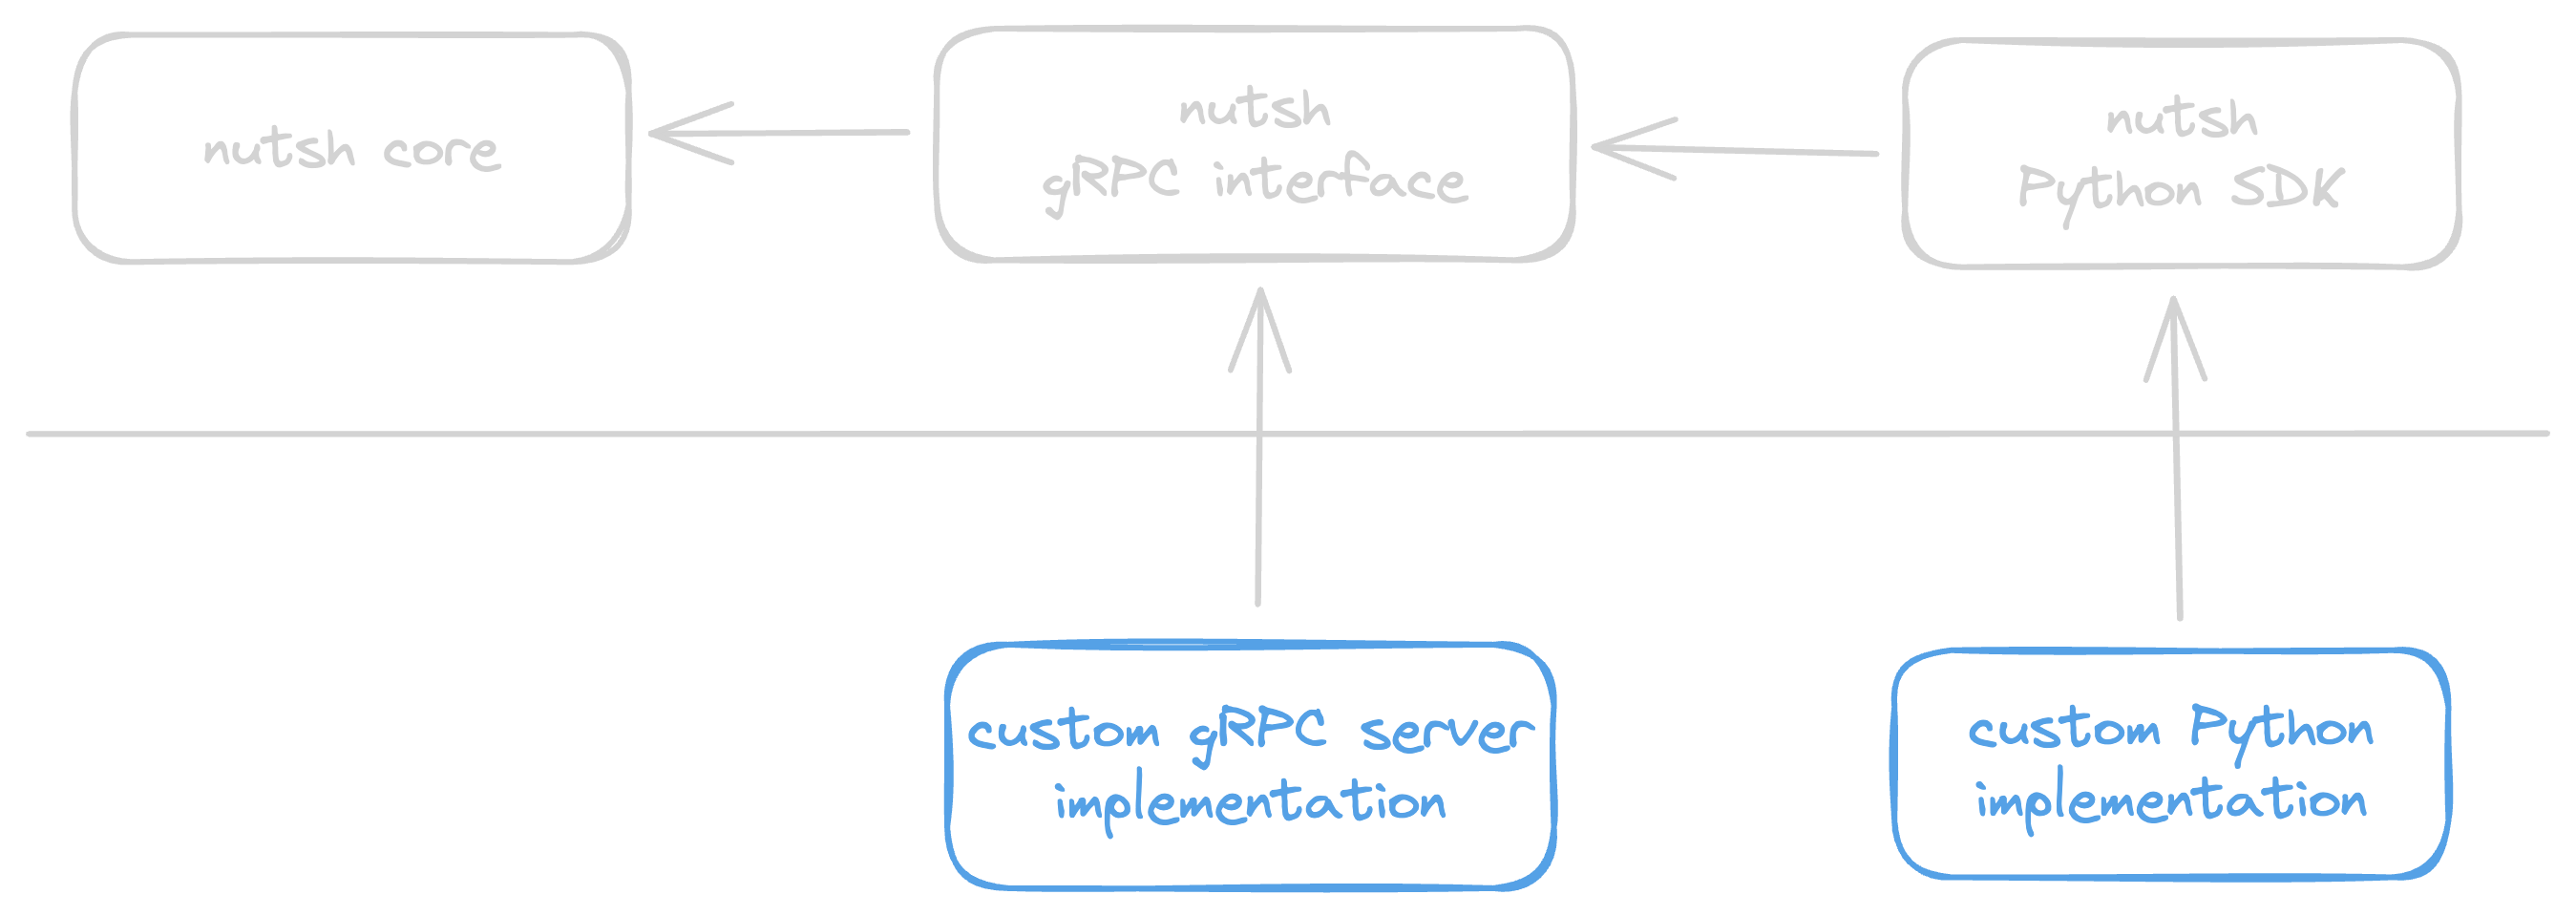 nutsh core
nutsh
gRPC interface
nutsh
Python SDK
custom gRPC server
implementation
custom Python
implementation